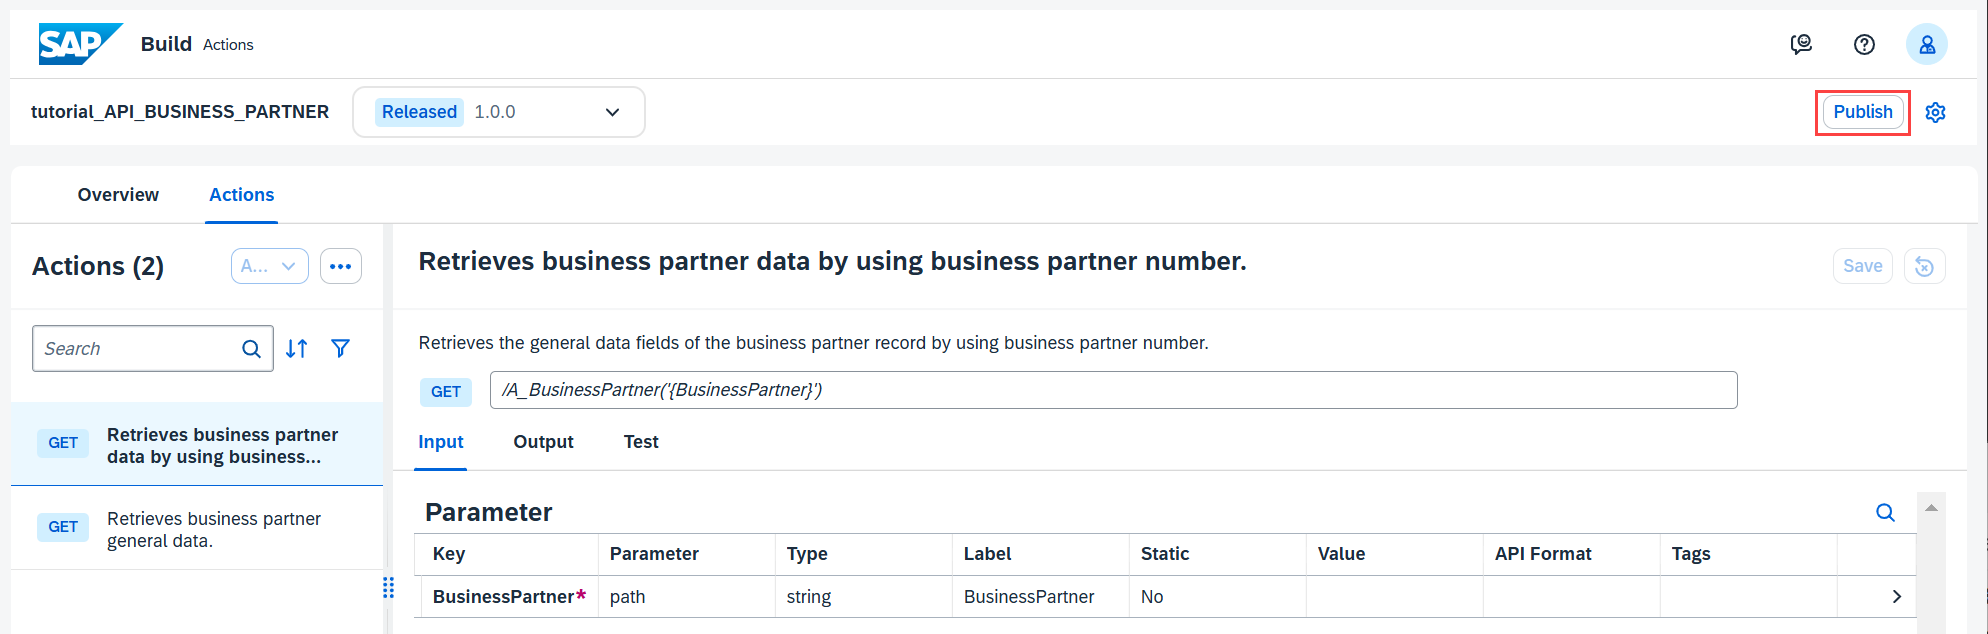 SAP Build Actions
tutorial_API_BUSINESS_PARTNER Released 1.0.0 Publish
Overview Actions
Actions (2) A... Retrieves business partner data by using business partner number. Save
Search
Retrieves the general data fields of the business partner record by using business partner number.
GET /A_BusinessPartner('{BusinessPartner}')
GET Retrieves business partner
data by using business...
Input Output Test
GET Retrieves business partner
general data.
Parameter
Key Parameter Type Label Static Value API Format Tags
BusinessPartner* path string BusinessPartner No